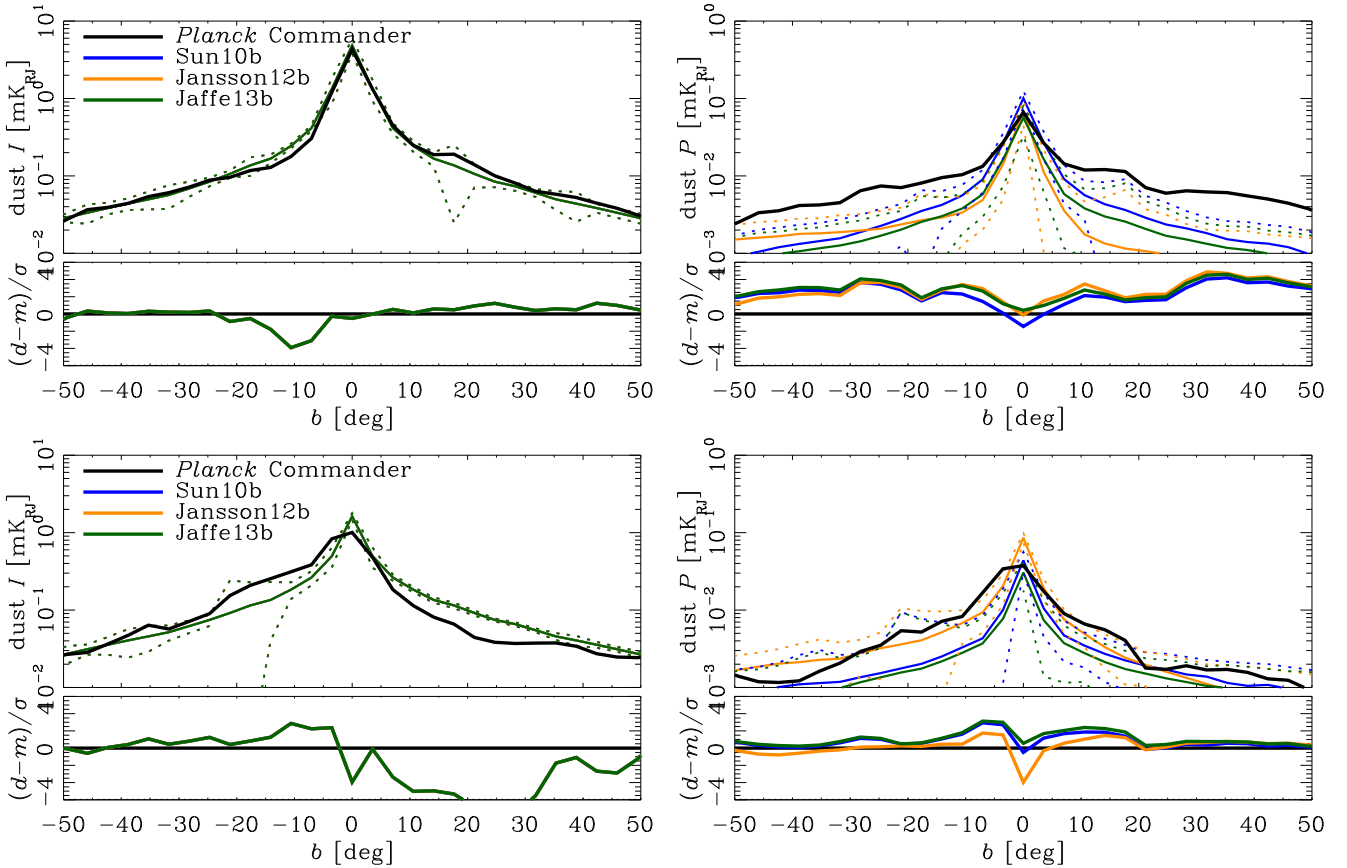 10^1
10^0
10^-1
10^-2
dust I [mK_RJ]
Planck Commander
Sun10b
Jansson12b
Jaffe13b
4
0
−4
(d−m)/σ
−50 −40 −30 −20 −10 0 10 20 30 40 50
b [deg]
10^0
10^-1
10^-2
10^-3
dust P [mK_RJ]
4
0
−4
(d−m)/σ
−50 −40 −30 −20 −10 0 10 20 30 40 50
b [deg]
10^1
10^0
10^-1
10^-2
dust I [mK_RJ]
Planck Commander
Sun10b
Jansson12b
Jaffe13b
4
0
−4
(d−m)/σ
−50 −40 −30 −20 −10 0 10 20 30 40 50
b [deg]
10^0
10^-1
10^-2
10^-3
dust P [mK_RJ]
4
0
−4
(d−m)/σ
−50 −40 −30 −20 −10 0 10 20 30 40 50
b [deg]